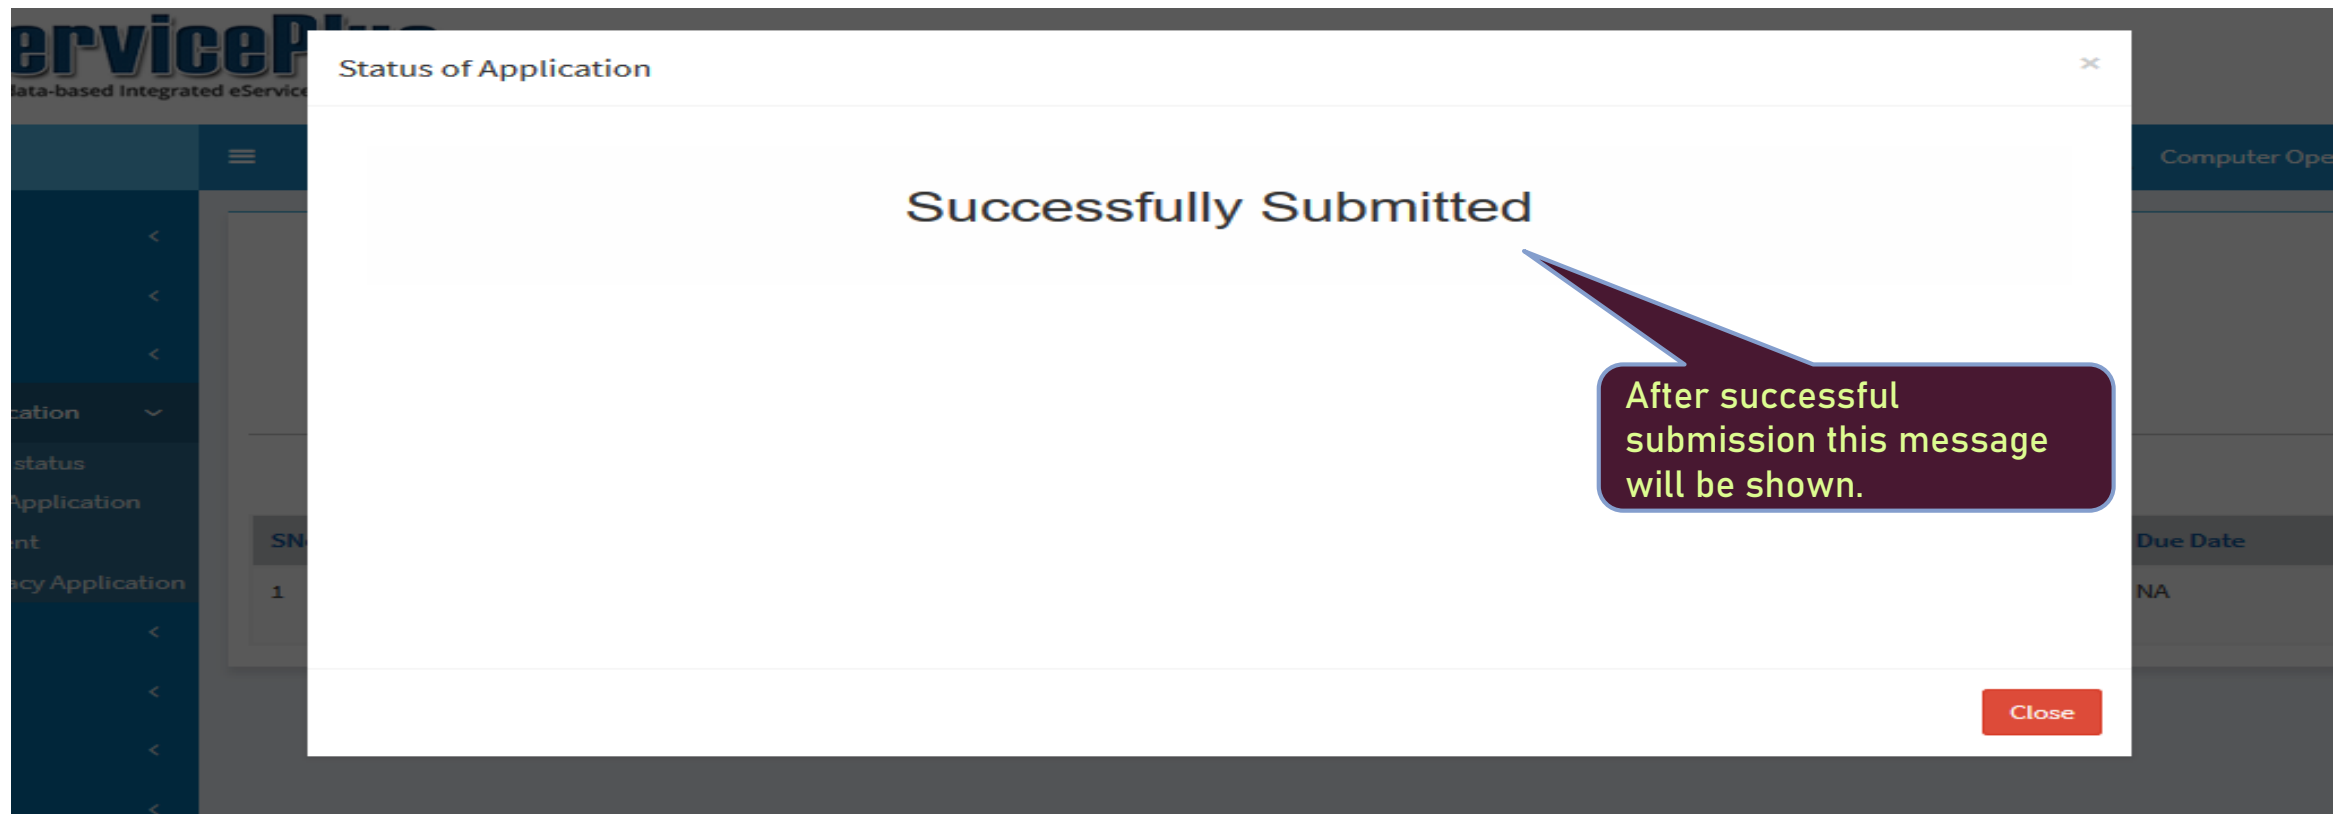 ervicePlus
data-based Integrated eService
Status of Application
×
Computer Ope
Successfully Submitted
After successful
submission this message
will be shown.
cation
status
Application
nt
acy Application
SN
Due Date
1
NA
Close